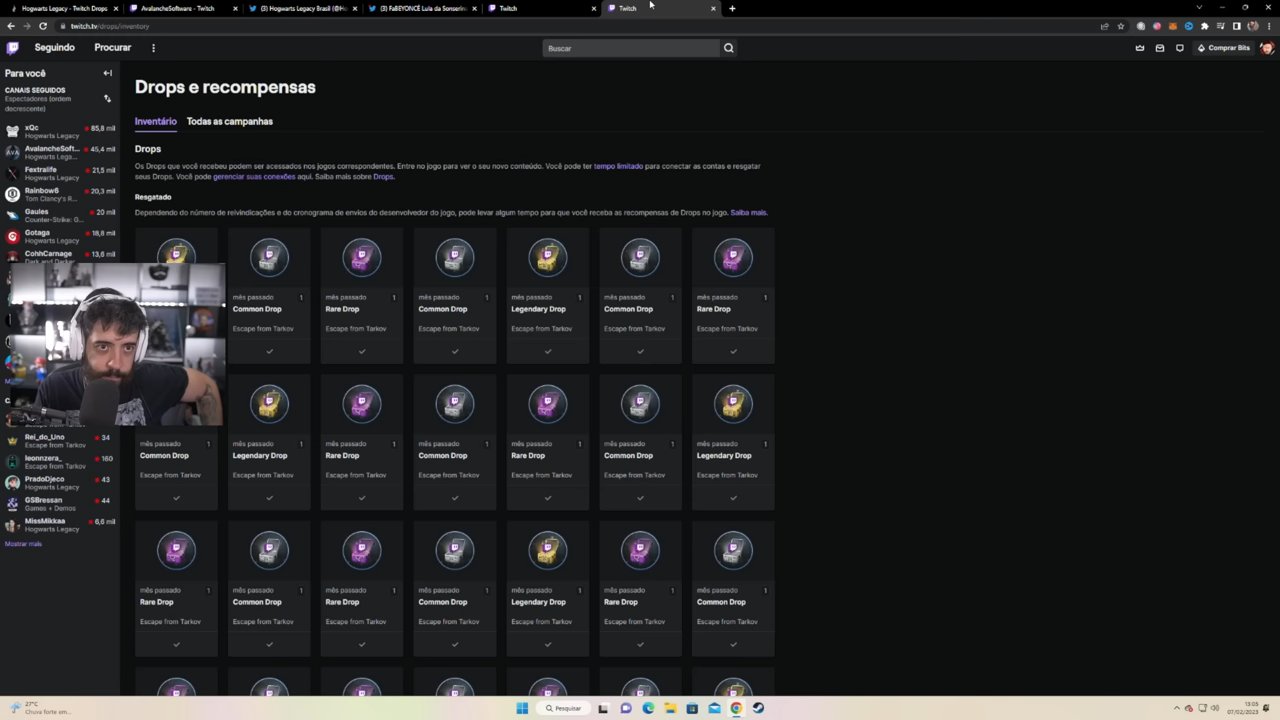 Hogwarts Legacy - Twitch Drops
AvalancheSoftware - Twitch
(3) Hogwarts Legacy Brasil (@Ho
(3) FaBEYONCÉ Lula da Sonserina
Twitch
Twitch
twitch.tv/drops/inventory
Seguindo
Procurar
Buscar
Comprar Bits
Para você
CANAIS SEGUIDOS
Espectadores (ordem
decrescente)
xQc
85,8 mil
Hogwarts Legacy
AvalancheSoft...
45,4 mil
Hogwarts Lega...
Fextralife
21,5 mil
Hogwarts Legacy
Rainbow6
20,3 mil
Tom Clancy's R...
Gaules
20 mil
Counter-Strike: G...
Gotaga
18,8 mil
Hogwarts Legacy
CohhCarnage
13,6 mil
Dark and Darker
Rei_do_Uno
34
Escape from Tarkov
leonnzera_
160
Escape from Tarkov
PradoDjeco
43
Hogwarts Legacy
GSBressan
44
Games + Demos
MissMikkaa
6,6 mil
Hogwarts Legacy
Mostrar mais
Drops e recompensas
Inventário
Todas as campanhas
Drops
Os Drops que você recebeu podem ser acessados nos jogos correspondentes. Entre no jogo para ver o seu novo conteúdo. Você pode ter tempo limitado para conectar as contas e resgatar
seus Drops. Você pode gerenciar suas conexões aqui. Saiba mais sobre Drops.
Resgatado
Dependendo do número de reivindicações e do cronograma de envios do desenvolvedor do jogo, pode levar algum tempo para que você receba as recompensas de Drops no jogo. Saiba mais.
mês passado 1 mês passado 1 mês passado 1 mês passado 1 mês passado 1 mês passado 1
Common Drop Rare Drop Common Drop Legendary Drop Common Drop Rare Drop
Escape from Tarkov Escape from Tarkov Escape from Tarkov Escape from Tarkov Escape from Tarkov Escape from Tarkov
mês passado 1 mês passado 1 mês passado 1 mês passado 1 mês passado 1 mês passado 1 mês passado 1
Common Drop Legendary Drop Rare Drop Common Drop Rare Drop Common Drop Legendary Drop
Escape from Tarkov Escape from Tarkov Escape from Tarkov Escape from Tarkov Escape from Tarkov Escape from Tarkov Escape from Tarkov
mês passado 1 mês passado 1 mês passado 1 mês passado 1 mês passado 1 mês passado 1 mês passado 1
Rare Drop Common Drop Rare Drop Common Drop Legendary Drop Rare Drop Common Drop
Escape from Tarkov Escape from Tarkov Escape from Tarkov Escape from Tarkov Escape from Tarkov Escape from Tarkov Escape from Tarkov
27°C
Chuva forte em...
Pesquisar
13:05
07/02/2023